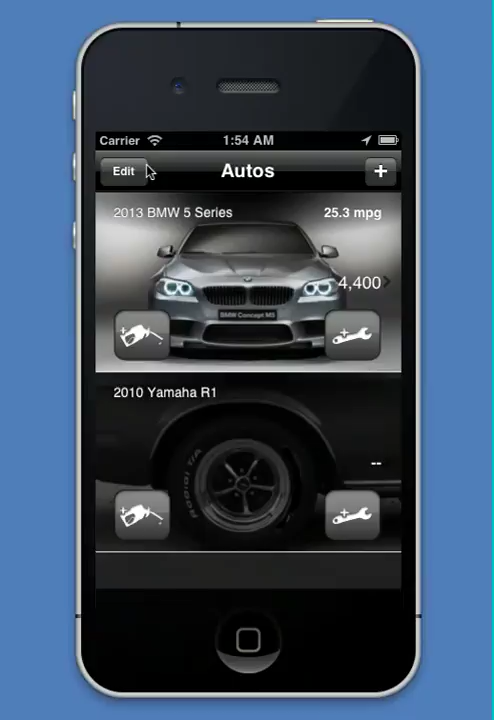 Carrier 1:54 AM
Edit Autos +
2013 BMW 5 Series 25.3 mpg
4,400
BMW Concept M5
2010 Yamaha R1
--
RADIAL T/A